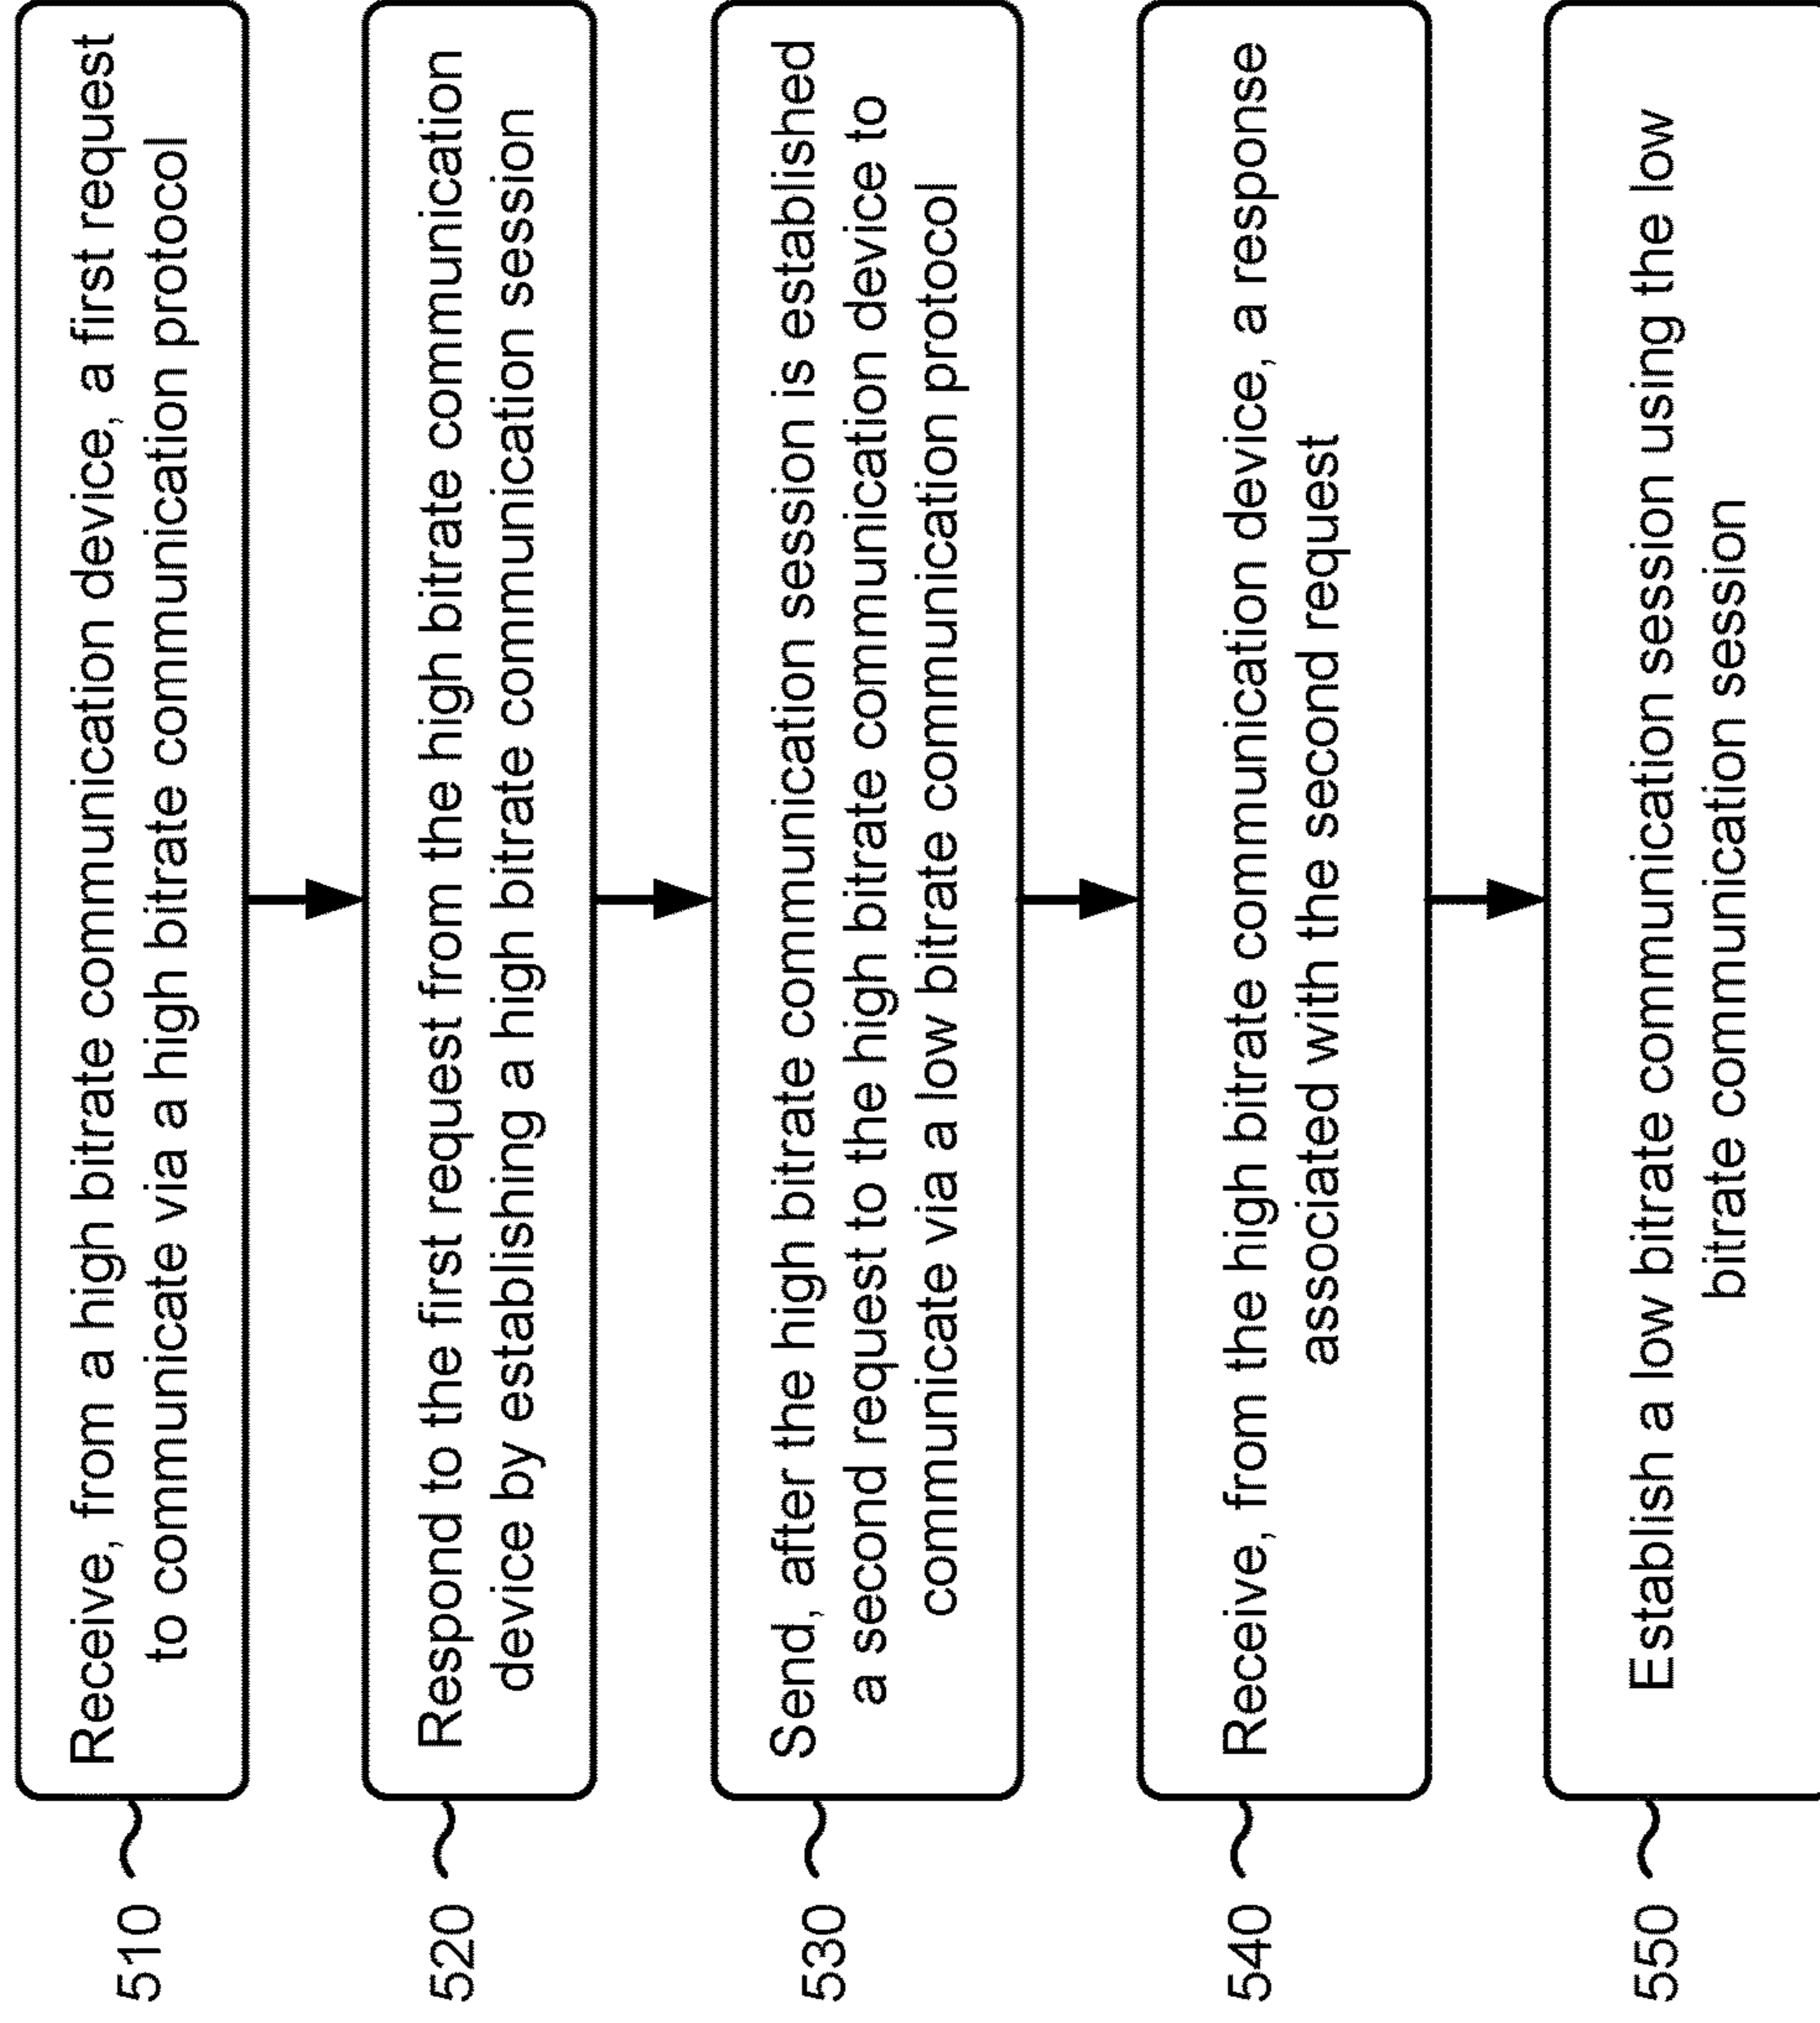 510
Receive, from a high bitrate communication device, a first request
to communicate via a high bitrate communication protocol
520
Respond to the first request from the high bitrate communication
device by establishing a high bitrate communication session
530
Send, after the high bitrate communication session is established
a second request to the high bitrate communication device to
communicate via a low bitrate communication protocol
540
Receive, from the high bitrate communication device, a response
associated with the second request
550
Establish a low bitrate communication session using the low
bitrate communication session